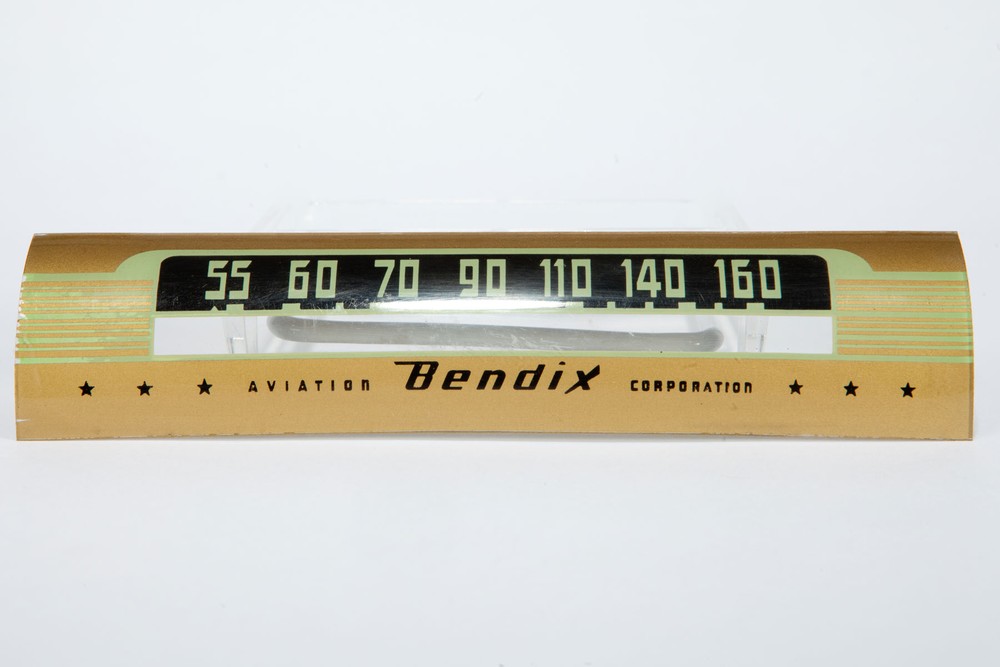 55 60 70 90 110 140 160
★ ★ ★ AVIATION Bendix CORPORATION ★ ★ ★